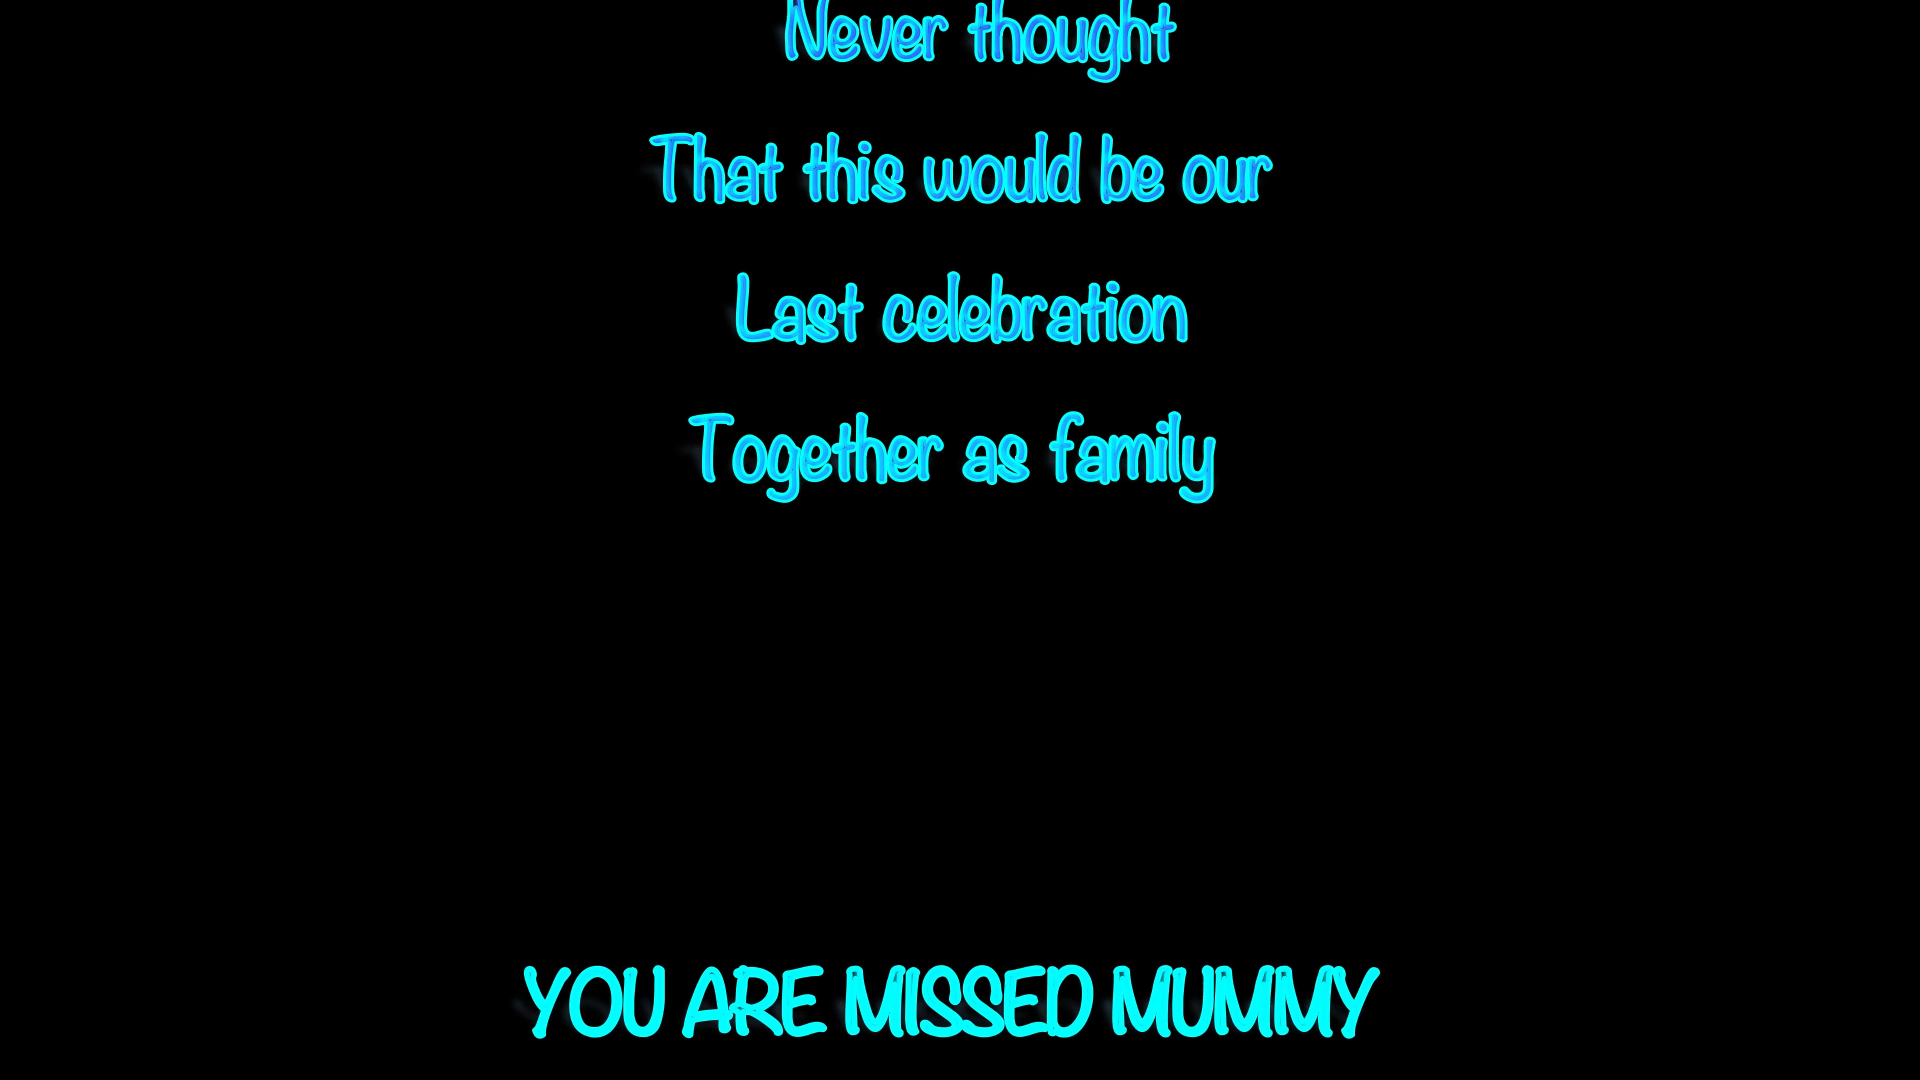 Never thought
That this would be our
Last celebration
Together as family
YOU ARE MISSED MUMMY